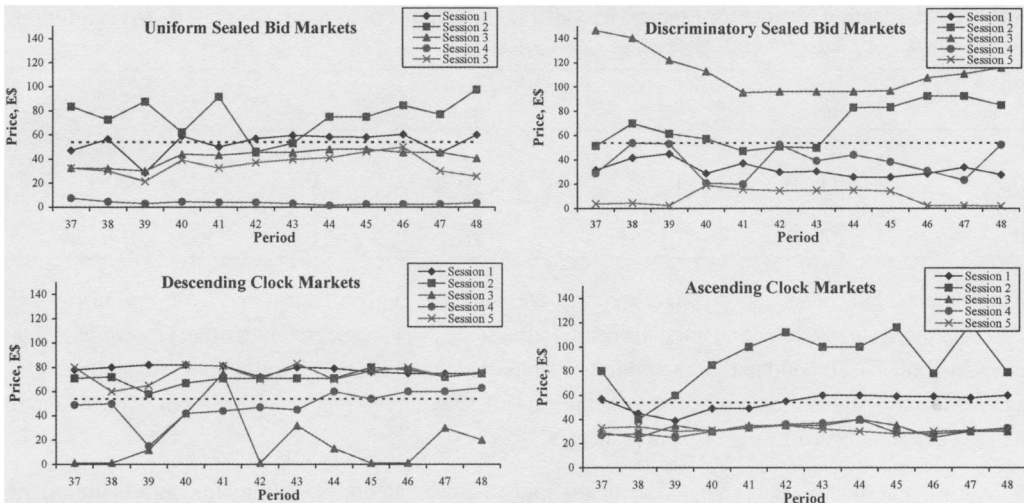 Uniform Sealed Bid Markets
Session 1
Session 2
Session 3
Session 4
Session 5
Price, E$
140
120
100
80
60
40
20
0
37 38 39 40 41 42 43 44 45 46 47 48
Period
Discriminatory Sealed Bid Markets
Session 1
Session 2
Session 3
Session 4
Session 5
Price, E$
140
120
100
80
60
40
20
0
37 38 39 40 41 42 43 44 45 46 47 48
Period
Descending Clock Markets
Session 1
Session 2
Session 3
Session 4
Session 5
Price, E$
140
120
100
80
60
40
20
0
37 38 39 40 41 42 43 44 45 46 47 48
Period
Ascending Clock Markets
Session 1
Session 2
Session 3
Session 4
Session 5
Price, E$
140
120
100
80
60
40
20
0
37 38 39 40 41 42 43 44 45 46 47 48
Period